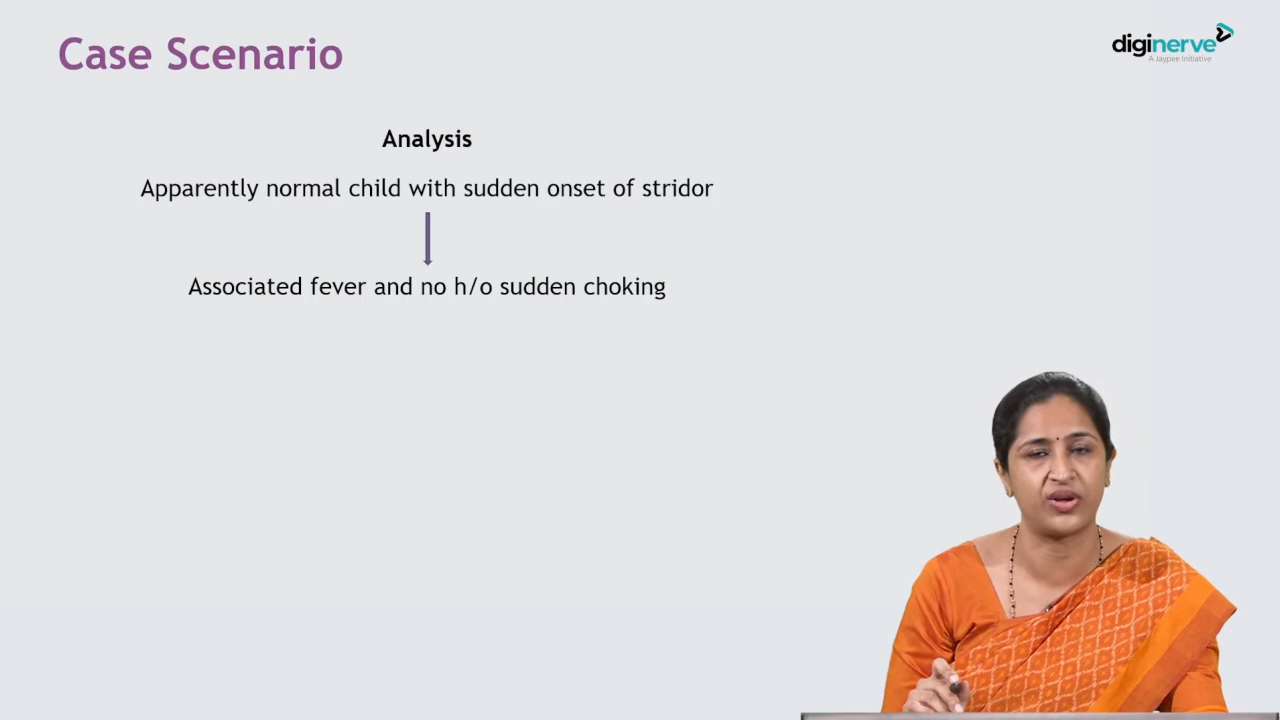 Case Scenario
diginerve
A Jaypee Initiative
Analysis
Apparently normal child with sudden onset of stridor
Associated fever and no h/o sudden choking